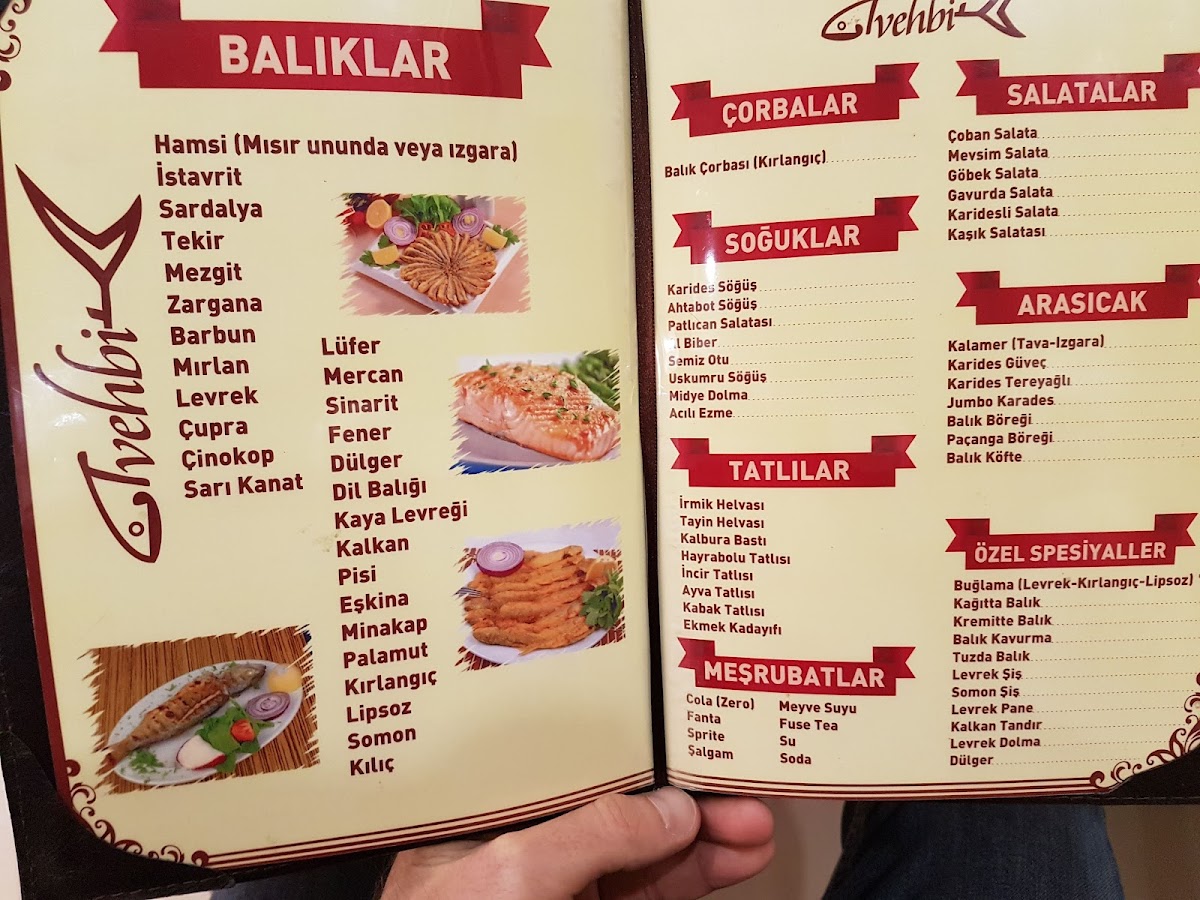 BALIKLAR
Hamsi (Mısır ununda veya ızgara)
İstavrit
Sardalya
Tekir
Mezgit
Zargana
Barbun
Mırlan
Levrek
Çupra
Çinokop
Sarı Kanat
Lüfer
Mercan
Sinarit
Fener
Dülger
Dil Balığı
Kaya Levreği
Kalkan
Pisi
Eşkina
Minakap
Palamut
Kırlangıç
Lipsoz
Somon
Kılıç
vehbi
vehbi
ÇORBALAR
Balık Çorbası (Kırlangıç)
SOĞUKLAR
Karides Söğüş
Ahtabot Söğüş
Patlıcan Salatası
Biber
Semiz Otu
Uskumru Söğüş
Midye Dolma
Acılı Ezme
TATLILAR
İrmik Helvası
Tayin Helvası
Kalbura Bastı
Hayrabolu Tatlısı
İncir Tatlısı
Ayva Tatlısı
Kabak Tatlısı
Ekmek Kadayıfı
MEŞRUBATLAR
Cola (Zero)
Fanta
Sprite
Şalgam
Meyve Suyu
Fuse Tea
Su
Soda
SALATALAR
Çoban Salata
Mevsim Salata
Göbek Salata
Gavurda Salata
Karidesli Salata
Kaşık Salatası
ARASICAK
Kalamer (Tava-Izgara)
Karides Güveç
Karides Tereyağlı
Jumbo Karades
Balık Böreği
Paçanga Böreği
Balık Köfte
ÖZEL SPESİYALLER
Buğlama (Levrek-Kırlangıç-Lipsoz)
Kağıtta Balık
Kremitte Balık
Balık Kavurma
Tuzda Balık
Levrek Şiş
Somon Şiş
Levrek Pane
Kalkan Tandır
Levrek Dolma
Dülger